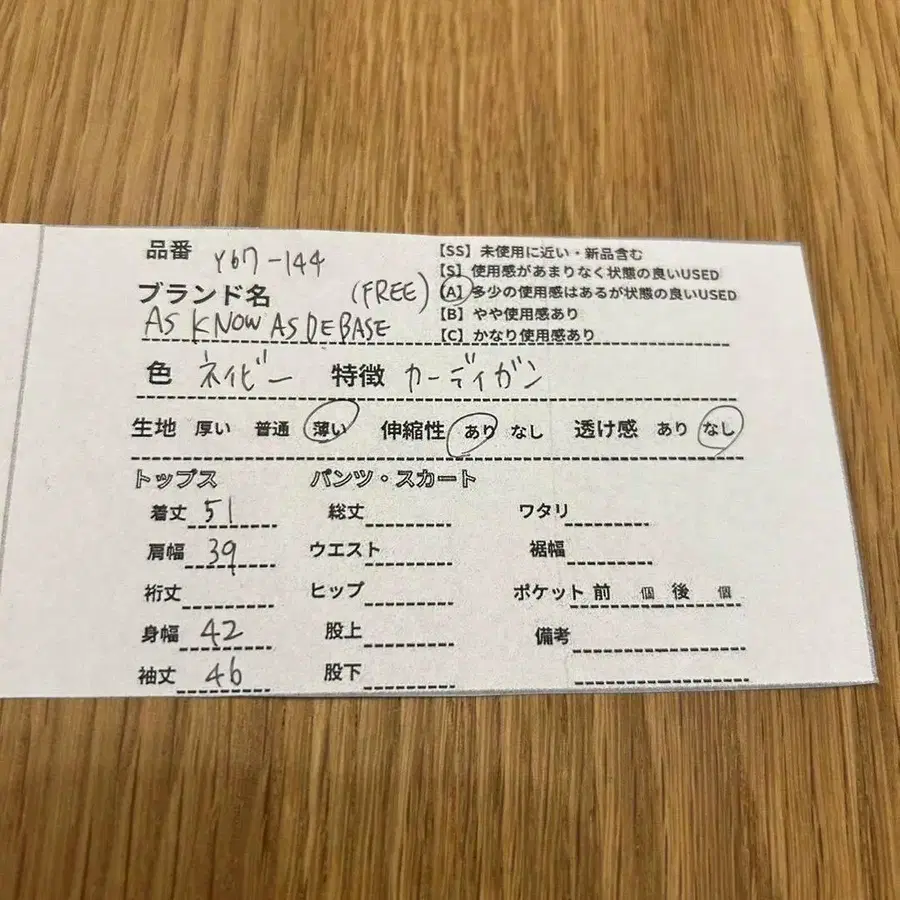 品番 Y67-144
ブランド名 (FREE)
AS KNOW AS DE BASE
【SS】未使用に近い・新品含む
【S】使用感があまりなく状態の良いUSED
【A】多少の使用感はあるが状態の良いUSED
【B】やや使用感あり
【C】かなり使用感あり
色 ネイビー 特徴 カーディガン
生地 厚い 普通 薄い 伸縮性 あり なし 透け感 あり なし
トップス パンツ・スカート
着丈 51 総丈 ワタリ
肩幅 39 ウエスト 裾幅
裄丈 ヒップ ポケット 前 個 後 個
身幅 42 股上 備考
袖丈 46 股下